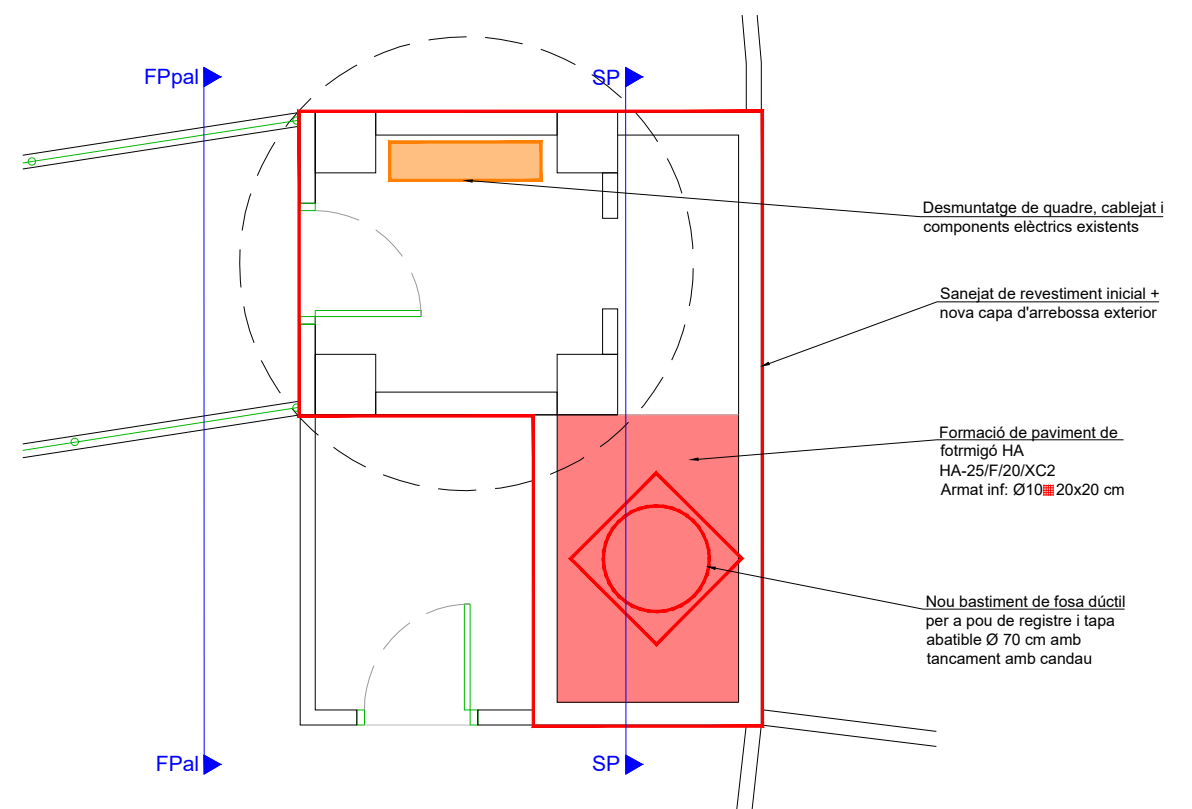 FPpal
SP
Desmuntatge de quadre, cablejat i
components elèctrics existents
Sanejat de revestiment inicial +
nova capa d'arrebossa exterior
Formació de paviment de
fotrmigó HA
HA-25/F/20/XC2
Armat inf: Ø10 20x20 cm
Nou bastiment de fosa dúctil
per a pou de registre i tapa
abatible Ø 70 cm amb
tancament amb candau
FPal
SP